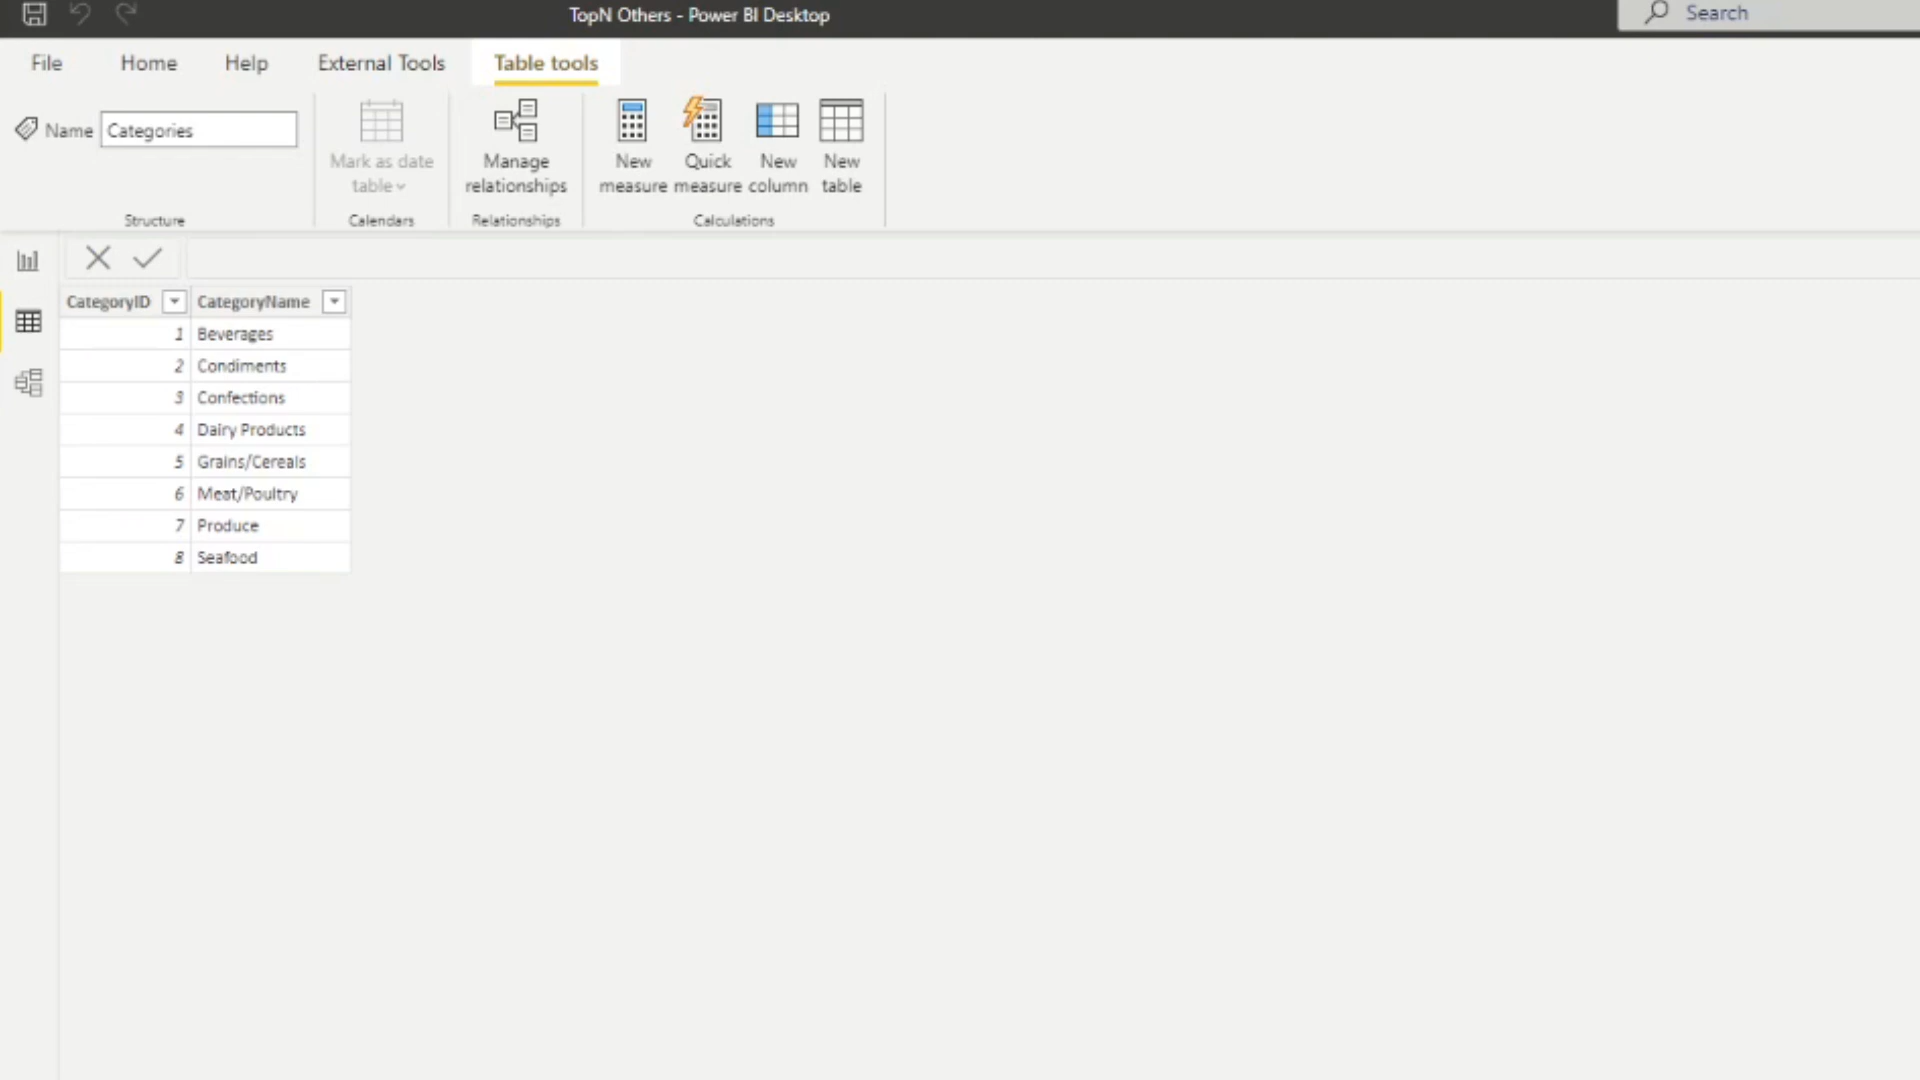 TopN Others - Power BI Desktop
Search
File Home Help External Tools Table tools
Name Categories
Mark as date table
Manage relationships
New measure
Quick measure
New column
New table
Structure Calendars Relationships Calculations
CategoryID CategoryName
1 Beverages
2 Condiments
3 Confections
4 Dairy Products
5 Grains/Cereals
6 Meat/Poultry
7 Produce
8 Seafood